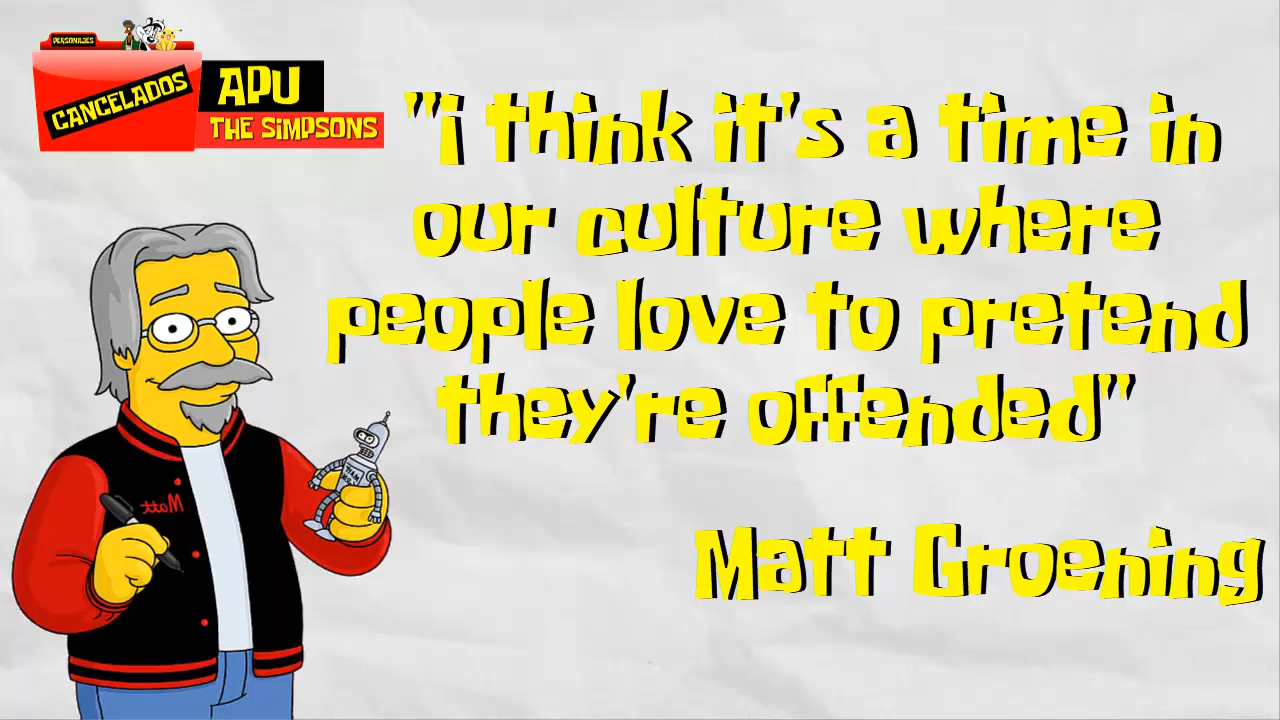 PERSONAJES
CANCELADOS
APU
THE SIMPSONS
"i think it's a time in
our culture where
people love to pretend
they're offended"
Matt
Matt Groening